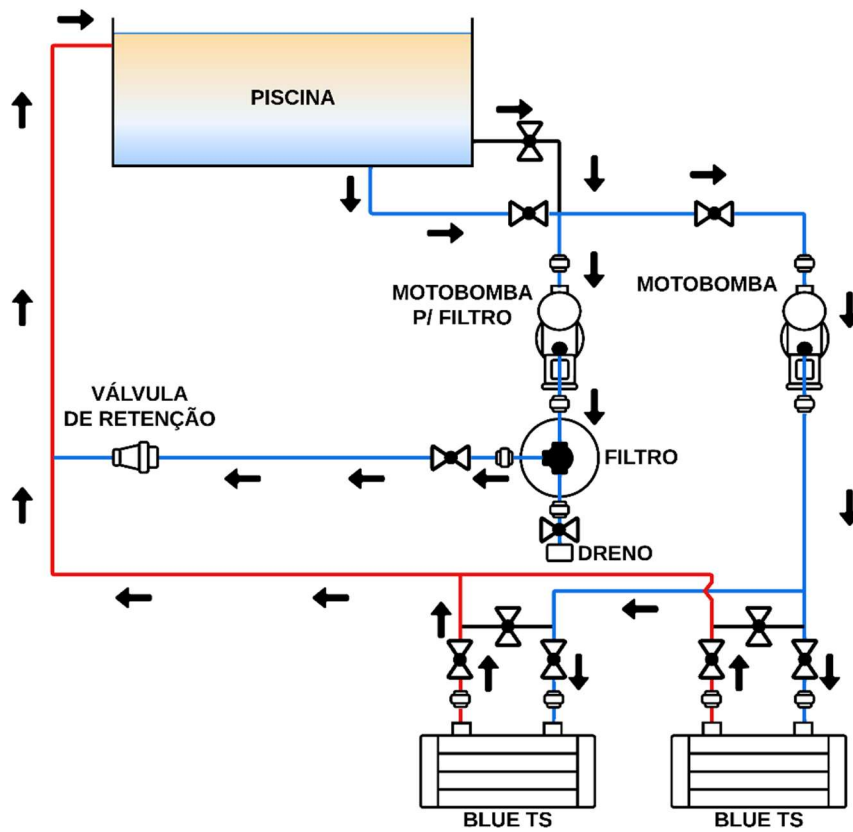 PISCINA
MOTOBOMBA
P/ FILTRO
MOTOBOMBA
VÁLVULA
DE RETENÇÃO
FILTRO
DRENO
BLUE TS
BLUE TS